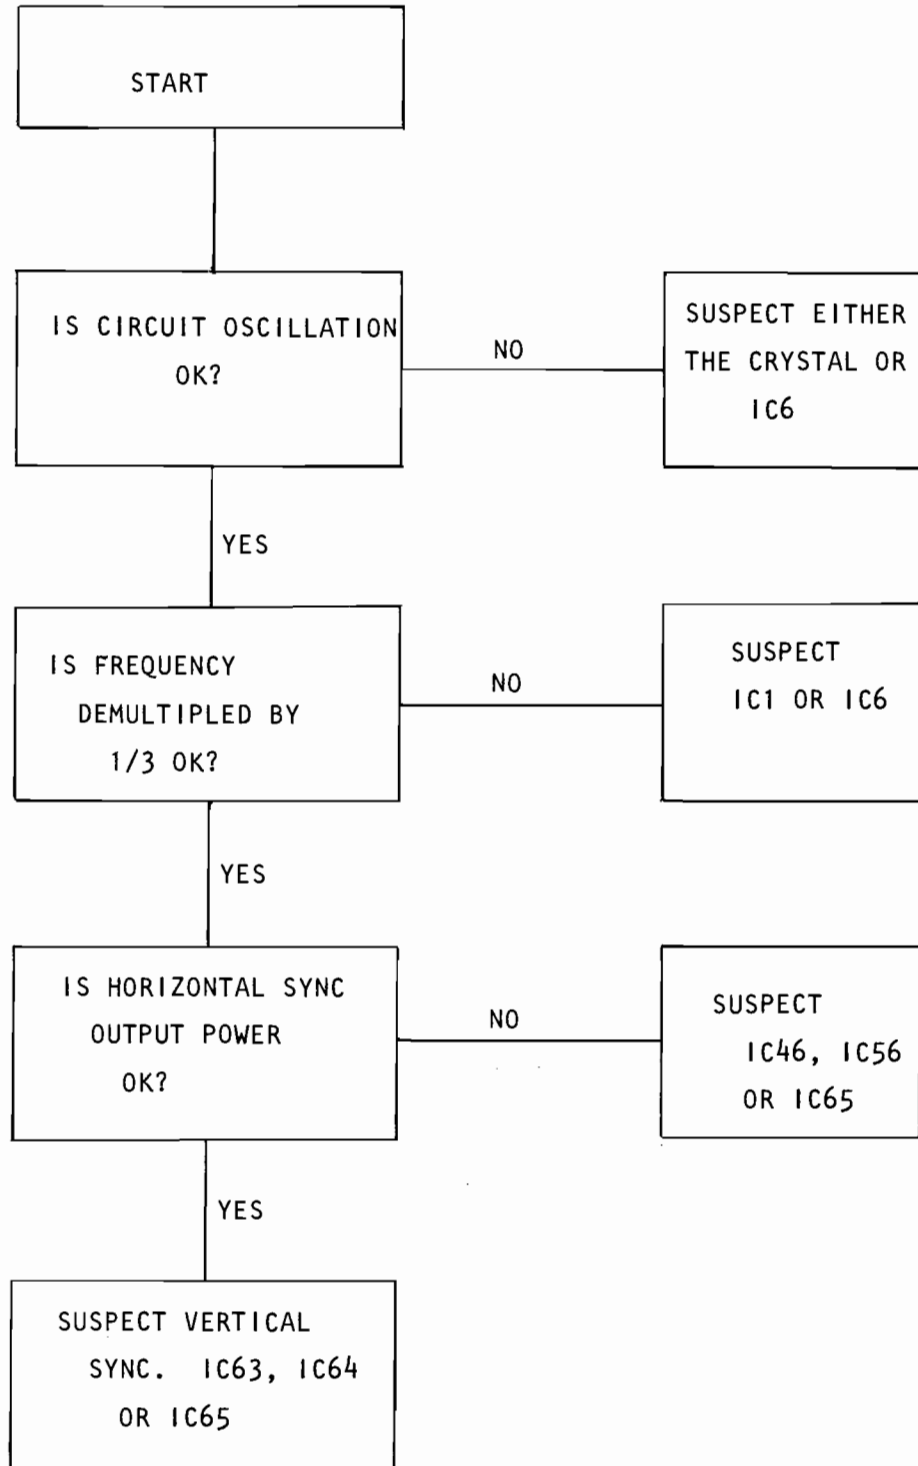 START
IS CIRCUIT OSCILLATION
OK?
NO
SUSPECT EITHER
THE CRYSTAL OR
IC6
YES
IS FREQUENCY
DEMULTIPLED BY
1/3 OK?
NO
SUSPECT
IC1 OR IC6
YES
IS HORIZONTAL SYNC
OUTPUT POWER
OK?
NO
SUSPECT
IC46, IC56
OR IC65
YES
SUSPECT VERTICAL
SYNC. IC63, IC64
OR IC65